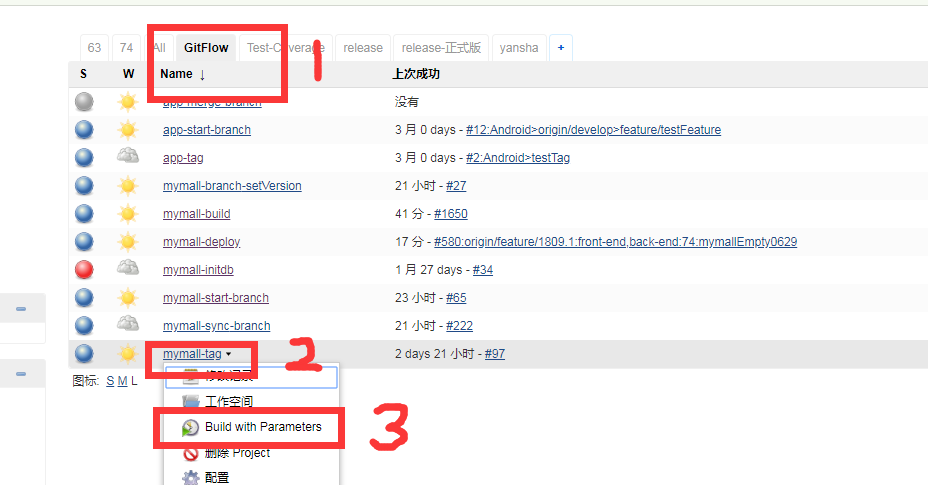 63 74 All GitFlow Test-Coverage release release-正式版 yansha +
1
S W Name ↓ 上次成功
app-merge-branch 没有
app-start-branch 3 月 0 days - #12:Android>origin/develop>feature/testFeature
app-tag 3 月 0 days - #2:Android>testTag
mymall-branch-setVersion 21 小时 - #27
mymall-build 41 分 - #1650
mymall-deploy 17 分 - #580:origin/feature/1809.1:front-end,back-end:74:mymallEmpty0629
mymall-initdb 1 月 27 days - #34
mymall-start-branch 23 小时 - #65
mymall-sync-branch 21 小时 - #222
mymall-tag 2 days 21 小时 - #97
2
图标: S M L
修改记录
工作空间
Build with Parameters
3
删除 Project
配置